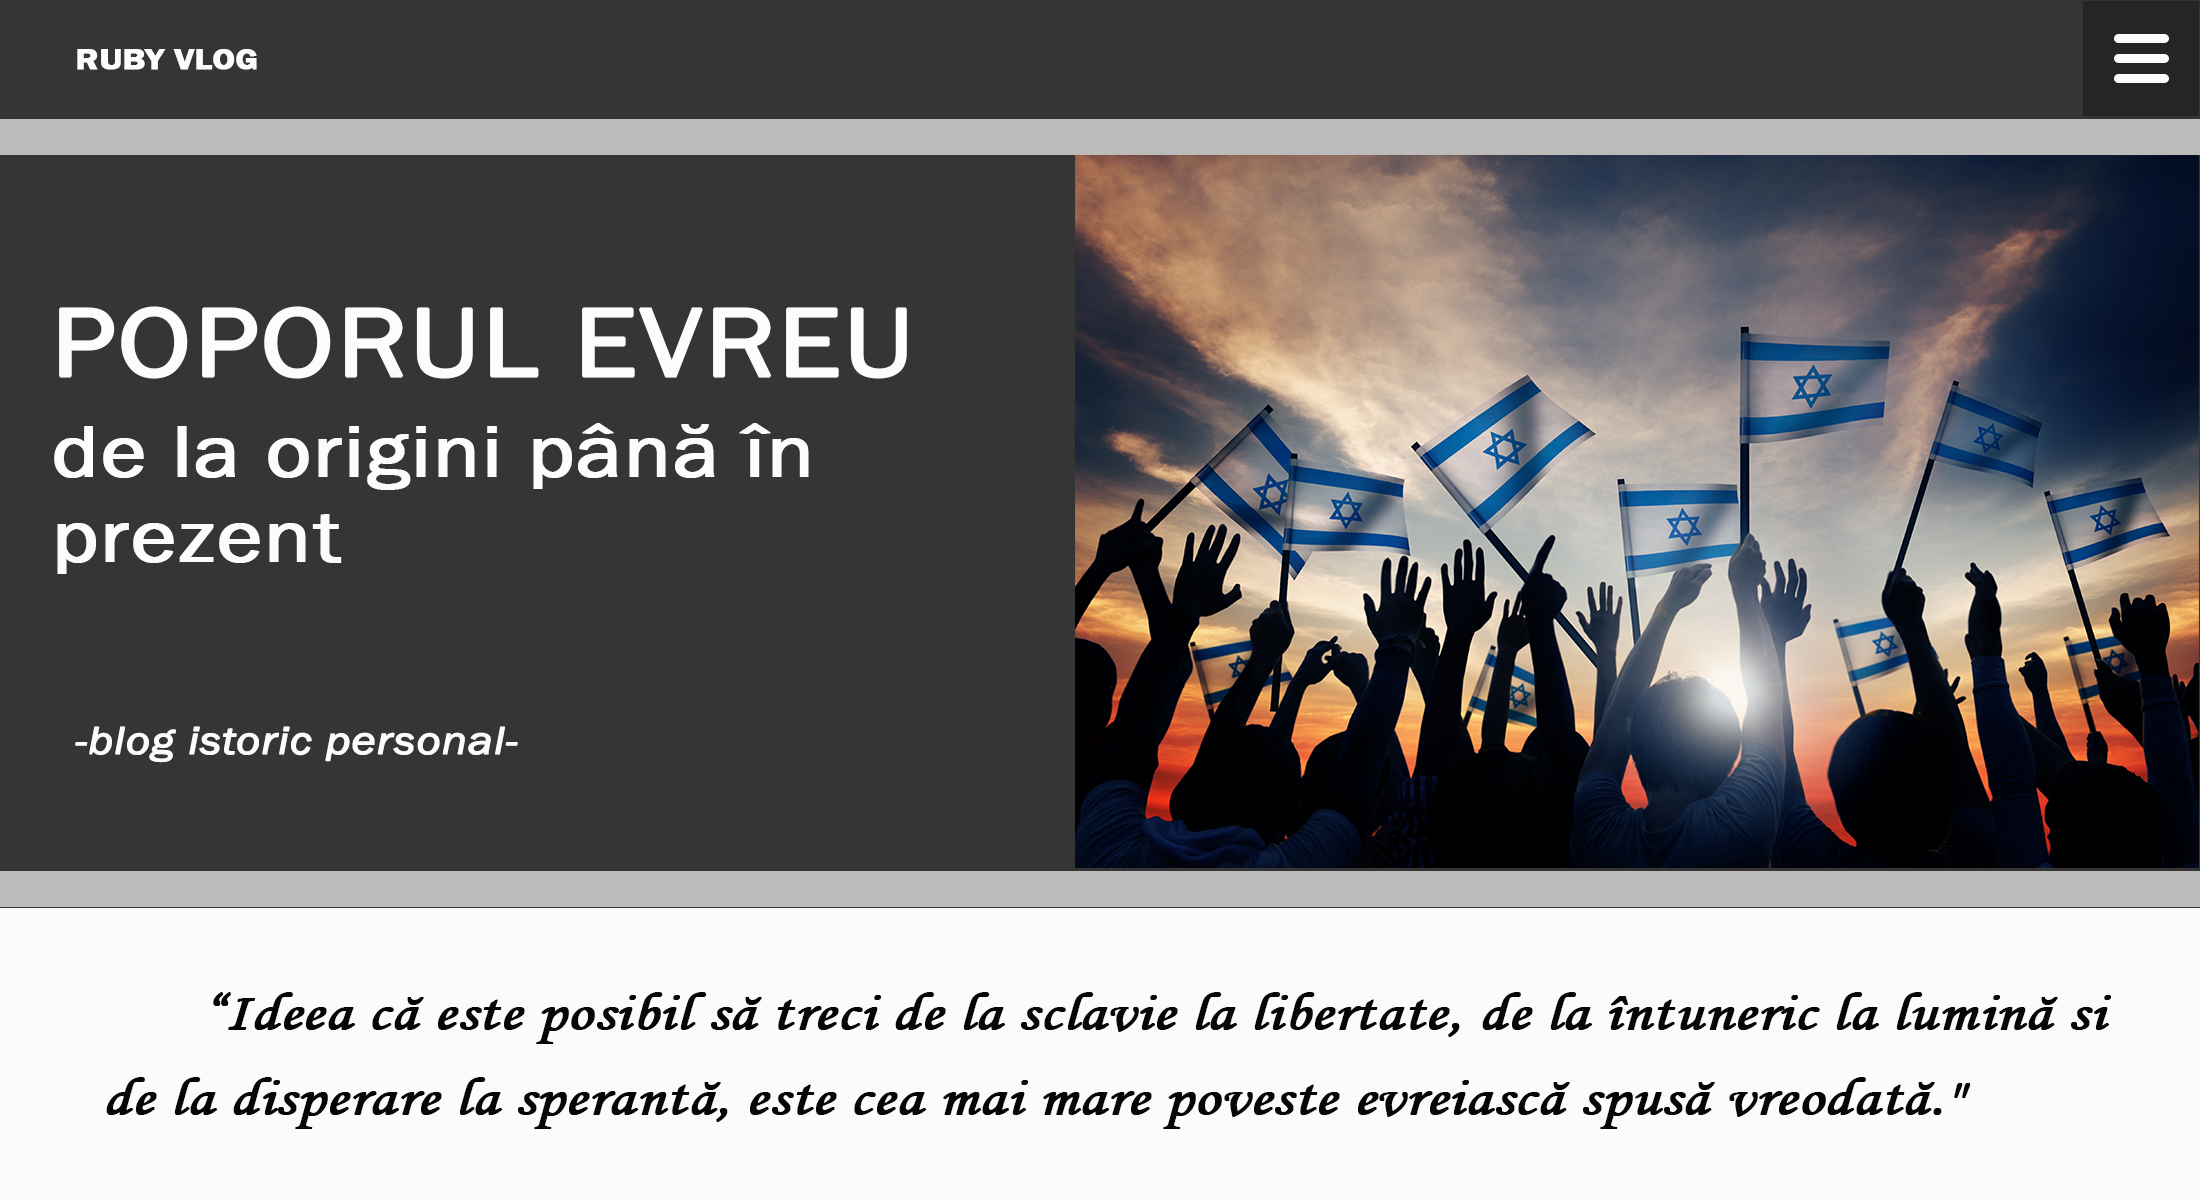 RUBY VLOG
POPORUL EVREU
de la origini până în
prezent
-blog istoric personal-
“Ideea că este posibil să treci de la sclavie la libertate, de la întuneric la lumină si
de la disperare la sperantă, este cea mai mare poveste evreiască spusă vreodată."